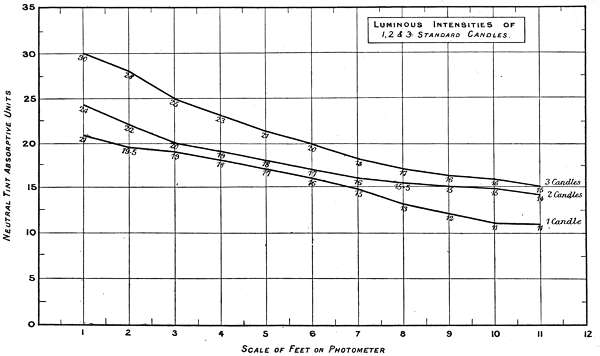 LUMINOUS INTENSITIES OF
1, 2 & 3 STANDARD CANDLES.
NEUTRAL TINT ABSORPTIVE UNITS
35
30
25
20
15
10
5
0
30 28 25 23 21 20 18 17 16 16 15 3 Candles
24 22 20 19 18 17 16 15·5 15 15 14 2 Candles
21 19·5 19 18 17 16 15 13 12 11 11 1 Candle
1 2 3 4 5 6 7 8 9 10 11 12
SCALE OF FEET ON PHOTOMETER